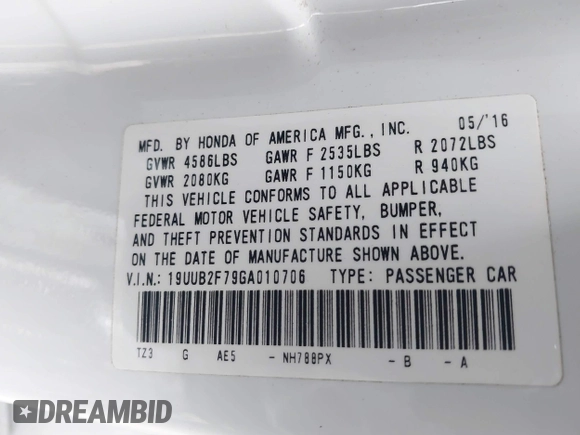 MFD. BY HONDA OF AMERICA MFG., INC. 05/'16
GVWR 4586LBS GAWR F 2535LBS R 2072LBS
GVWR 2080KG GAWR F 1150KG R 940KG
THIS VEHICLE CONFORMS TO ALL APPLICABLE
FEDERAL MOTOR VEHICLE SAFETY, BUMPER,
AND THEFT PREVENTION STANDARDS IN EFFECT
ON THE DATE OF MANUFACTURE SHOWN ABOVE.
V.I.N.: 19UUB2F79GA010706 TYPE: PASSENGER CAR
TZ3 G AE5 - NH788PX - B - A
DREAMBID